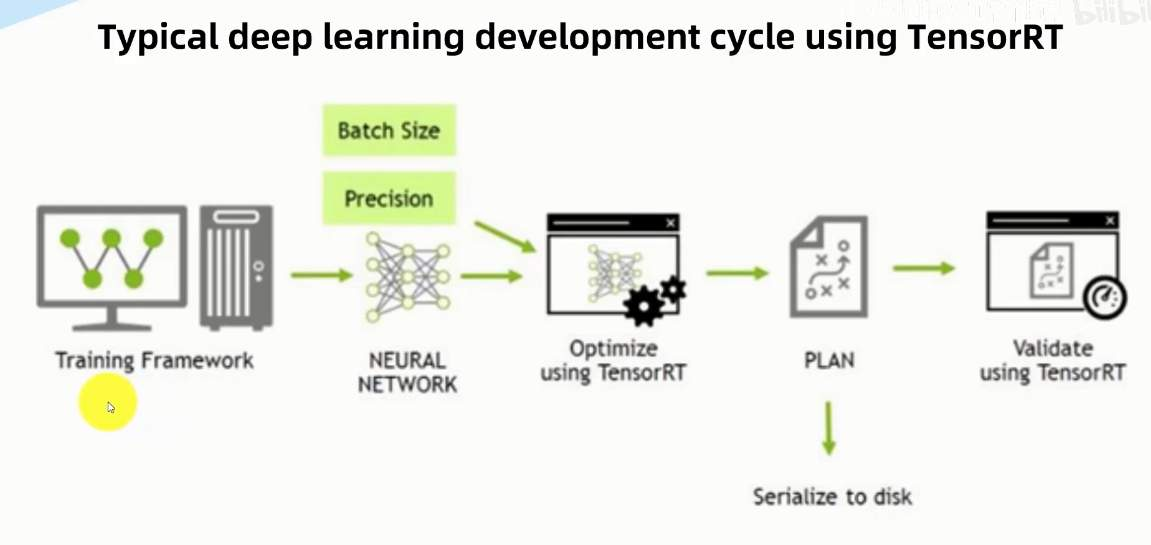 Typical deep learning development cycle using TensorRT
Batch Size
Precision
Training Framework
NEURAL
NETWORK
Optimize
using TensorRT
PLAN
Validate
using TensorRT
Serialize to disk